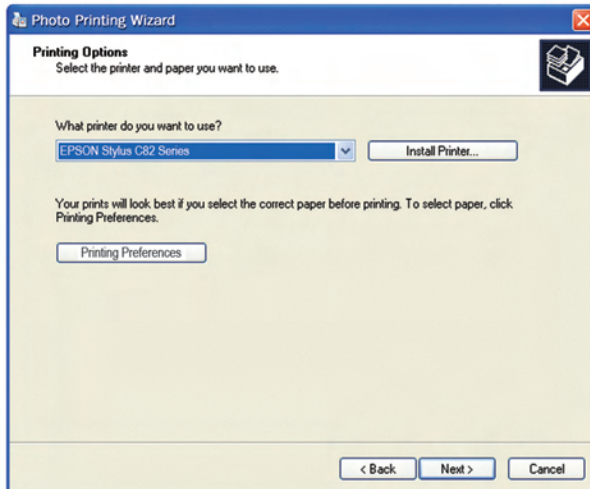 Photo Printing Wizard
Printing Options
Select the printer and paper you want to use.
What printer do you want to use?
EPSON Stylus C82 Series
Install Printer...
Your prints will look best if you select the correct paper before printing. To select paper, click
Printing Preferences.
Printing Preferences
< Back
Next >
Cancel